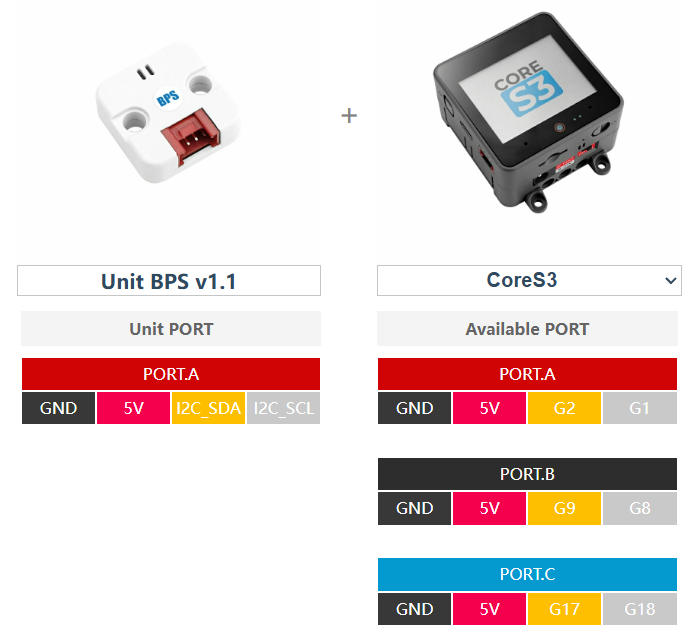 BPS
CORE
S3
+
Unit BPS v1.1
CoreS3
Unit PORT
Available PORT
PORT.A
PORT.A
GND 5V I2C_SDA I2C_SCL
GND 5V G2 G1
PORT.B
GND 5V G9 G8
PORT.C
GND 5V G17 G18